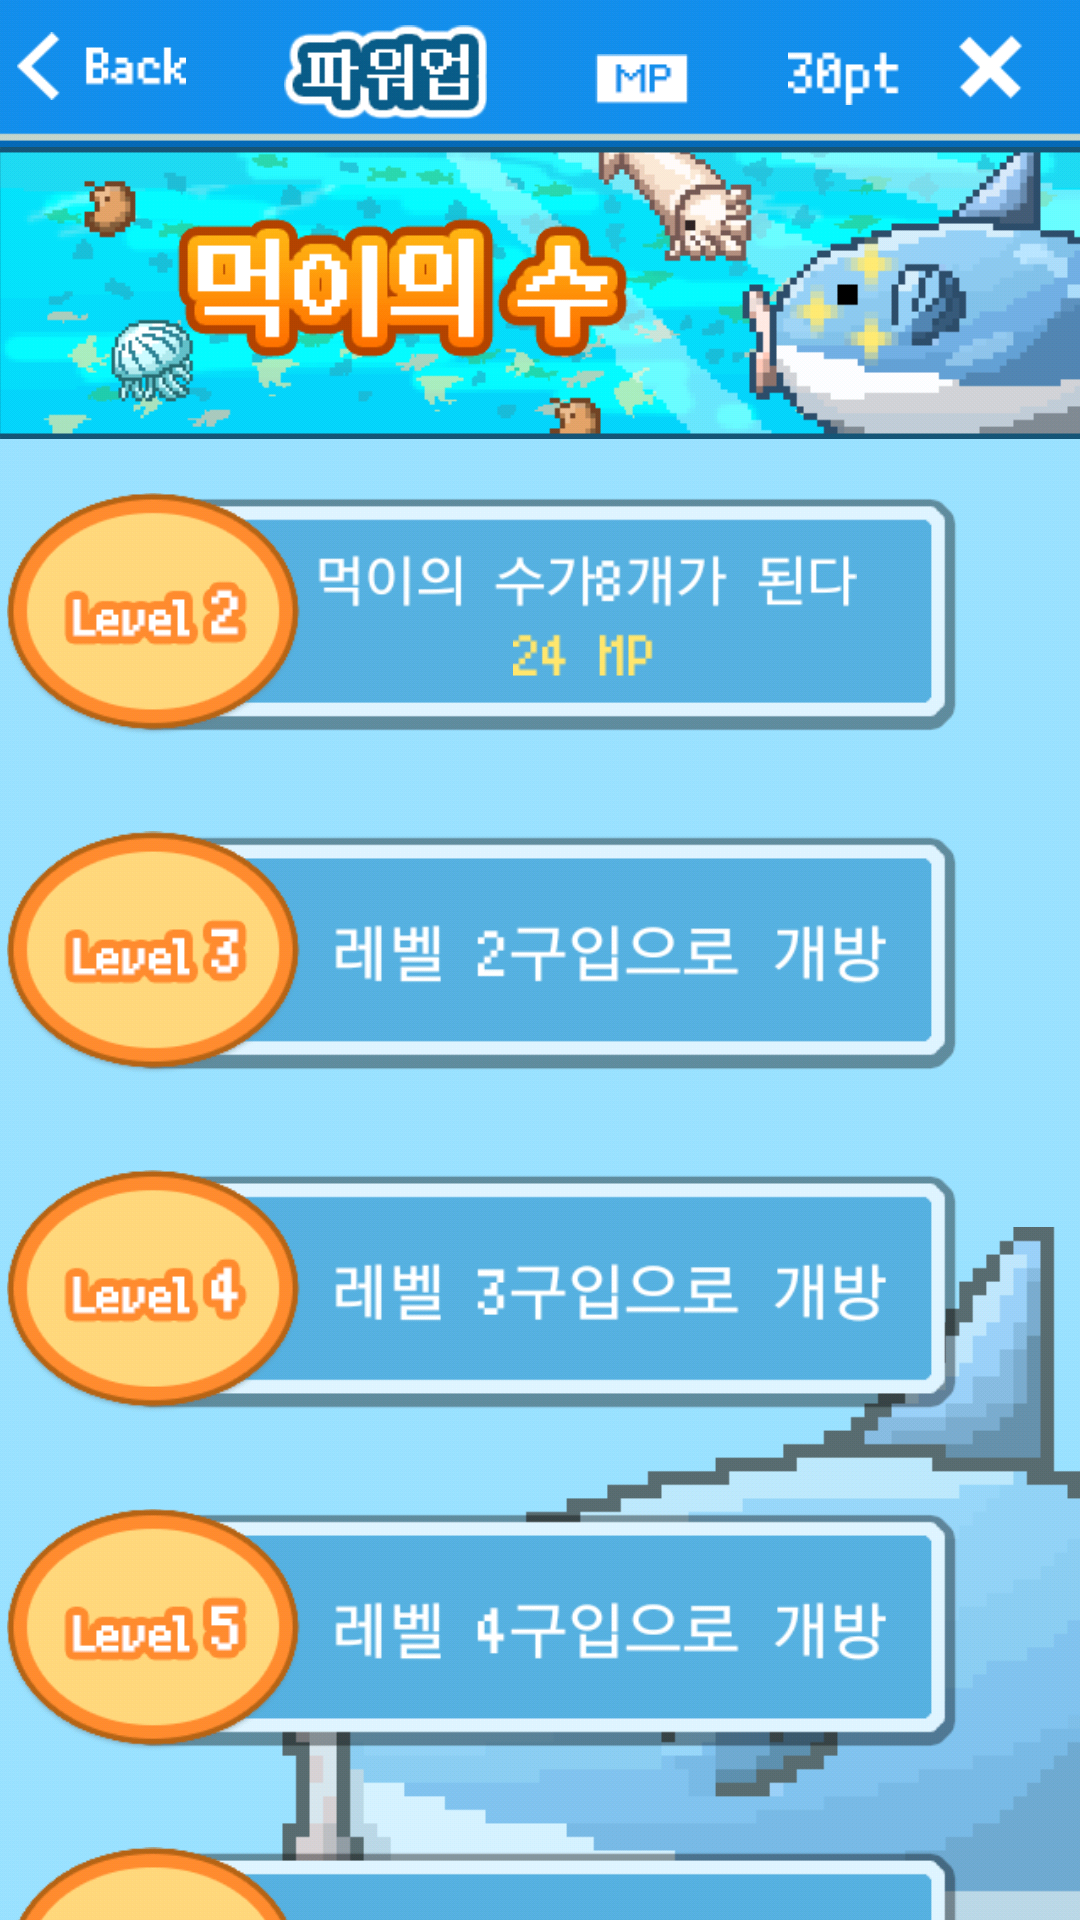 Back 파워업 MP 30pt
먹이의 수
Level 2
먹이의 수가8개가 된다
24 MP
Level 3
레벨 2구입으로 개방
Level 4
레벨 3구입으로 개방
Level 5
레벨 4구입으로 개방